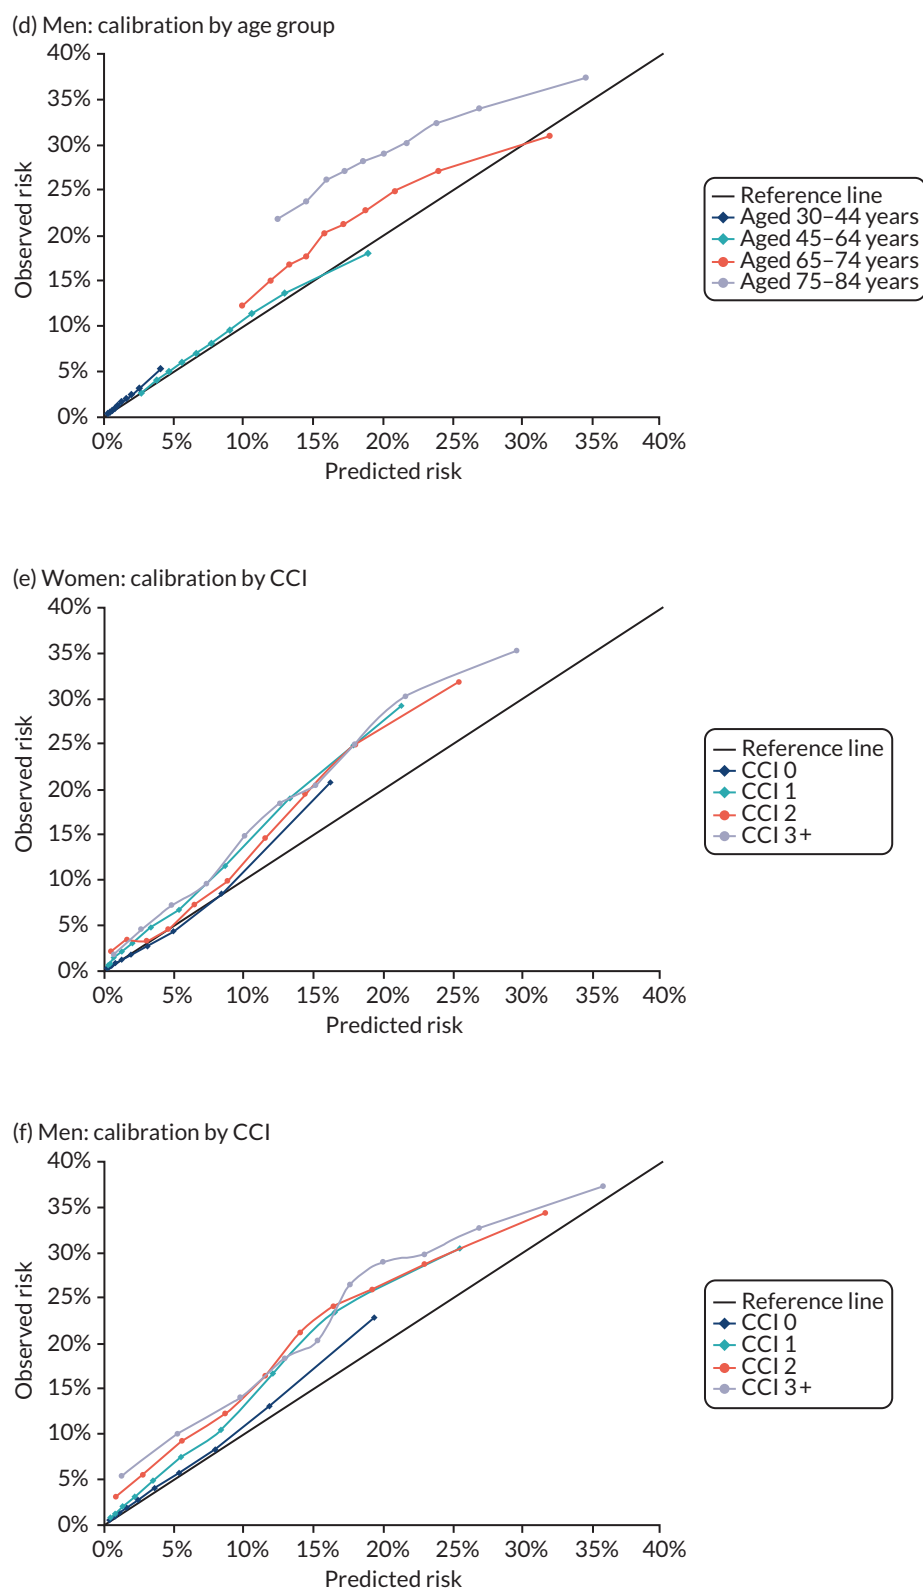 (d) Men: calibration by age group
40%
35%
30%
25%
20%
15%
10%
5%
0%
Observed risk
0% 5% 10% 15% 20% 25% 30% 35% 40%
Predicted risk
Reference line
Aged 30–44 years
Aged 45–64 years
Aged 65–74 years
Aged 75–84 years
(e) Women: calibration by CCI
40%
35%
30%
25%
20%
15%
10%
5%
0%
Observed risk
0% 5% 10% 15% 20% 25% 30% 35% 40%
Predicted risk
Reference line
CCI 0
CCI 1
CCI 2
CCI 3+
(f) Men: calibration by CCI
40%
35%
30%
25%
20%
15%
10%
5%
0%
Observed risk
0% 5% 10% 15% 20% 25% 30% 35% 40%
Predicted risk
Reference line
CCI 0
CCI 1
CCI 2
CCI 3+